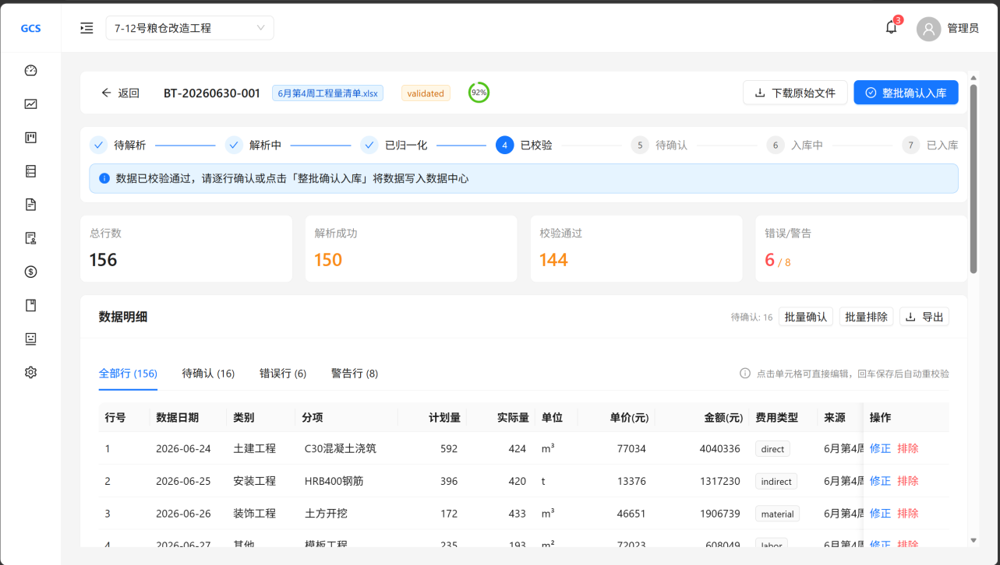 GCS
7-12号粮仓改造工程
3
管理员
返回 BT-20260630-001 6月第4周工程量清单.xlsx validated 92% 下载原始文件 整批确认入库
待解析 解析中 已归一化 4 已校验 5 待确认 6 入库中 7 已入库
数据已校验通过，请逐行确认或点击「整批确认入库」将数据写入数据中心
总行数 解析成功 校验通过 错误/警告
156 150 144 6 / 8
数据明细 待确认: 16 批量确认 批量排除 导出
全部行 (156) 待确认 (16) 错误行 (6) 警告行 (8) 点击单元格可直接编辑，回车保存后自动重校验
行号 数据日期 类别 分项 计划量 实际量 单位 单价(元) 金额(元) 费用类型 来源 操作
1 2026-06-24 土建工程 C30混凝土浇筑 592 424 m³ 77034 4040336 direct 6月第4周 修正 排除
2 2026-06-25 安装工程 HRB400钢筋 396 420 t 13376 1317230 indirect 6月第4周 修正 排除
3 2026-06-26 装饰工程 土方开挖 172 433 m³ 46651 1906739 material 6月第4周 修正 排除
4 2026-06-27 其他 模板工程 235 193 m² 72023 608049 labor 6月第4周 修正 排除